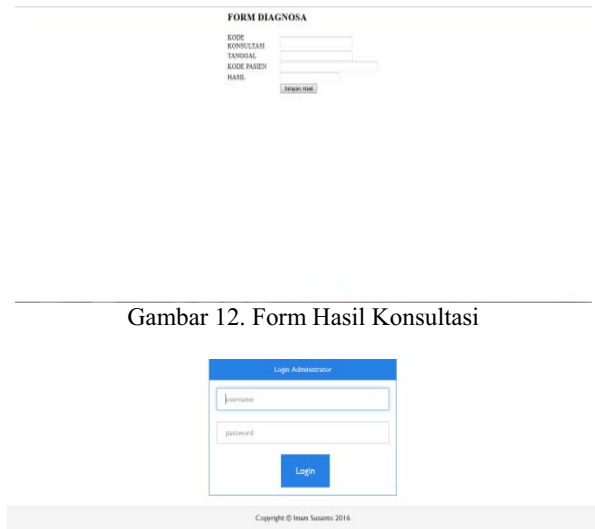 FORM DIAGNOSA
KODE
KONSULTASI
TANGGAL
KODE PASIEN
HASIL
Simpan Hasil
Gambar 12. Form Hasil Konsultasi
Login Administrator
username
password
Login
Copyright © Imam Susanto 2016